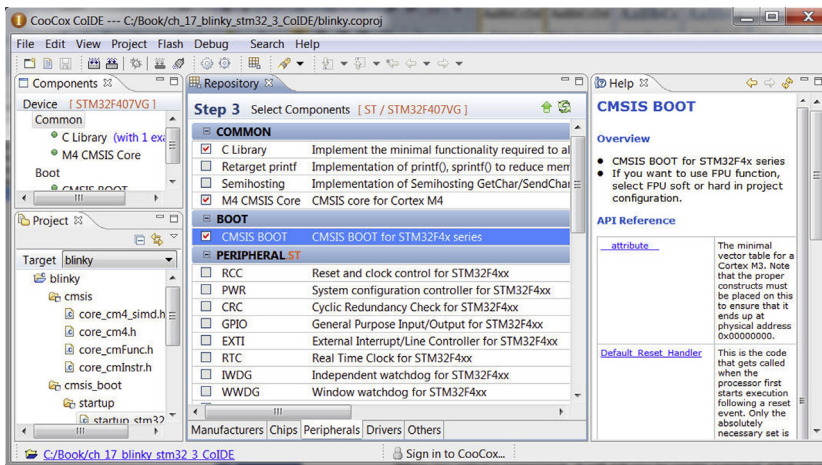 CooCox CoIDE --- C:/Book/ch_17_blinky_stm32_3_CoIDE/blinky.coproj
File Edit View Project Flash Debug Search Help
Components
Device [ STM32F407VG ]
Common
C Library (with 1 exa
M4 CMSIS Core
Boot
CMSIS BOOT
Project
Target blinky
blinky
cmsis
core_cm4_simd.h
core_cm4.h
core_cmFunc.h
core_cmInstr.h
cmsis_boot
startup
startup_stm32
Repository
Step 3 Select Components [ ST / STM32F407VG ]
COMMON
C Library Implement the minimal functionality required to al
Retarget printf Implementation of printf(), sprintf() to reduce mem
Semihosting Implementation of Semihosting GetChar/SendChar
M4 CMSIS Core CMSIS core for Cortex M4
BOOT
CMSIS BOOT CMSIS BOOT for STM32F4x series
PERIPHERAL.ST
RCC Reset and clock control for STM32F4xx
PWR System configuration controller for STM32F4xx
CRC Cyclic Redundancy Check for STM32F4xx
GPIO General Purpose Input/Output for STM32F4xx
EXTI External Interrupt/Line Controller for STM32F4xx
RTC Real Time Clock for STM32F4xx
IWDG Independent watchdog for STM32F4xx
WWDG Window watchdog for STM32F4xx
Manufacturers Chips Peripherals Drivers Others
Help
CMSIS BOOT
Overview
CMSIS BOOT for STM32F4x series
If you want to use
FPU function,
select FPU soft or hard in project
configuration.
API Reference
__attribute__
The minimal
vector table for a
Cortex M3. Note
that the proper
constructs must
be placed on this
to ensure that it
ends up at
physical address
0x00000000.
Default_Reset_Handler
This is the code
that gets called
when the
processor first
starts execution
following a reset
event. Only the
absolutely
necessary set is
C:/Book/ch_17_blinky_stm32_3_CoIDE
Sign in to CooCox...